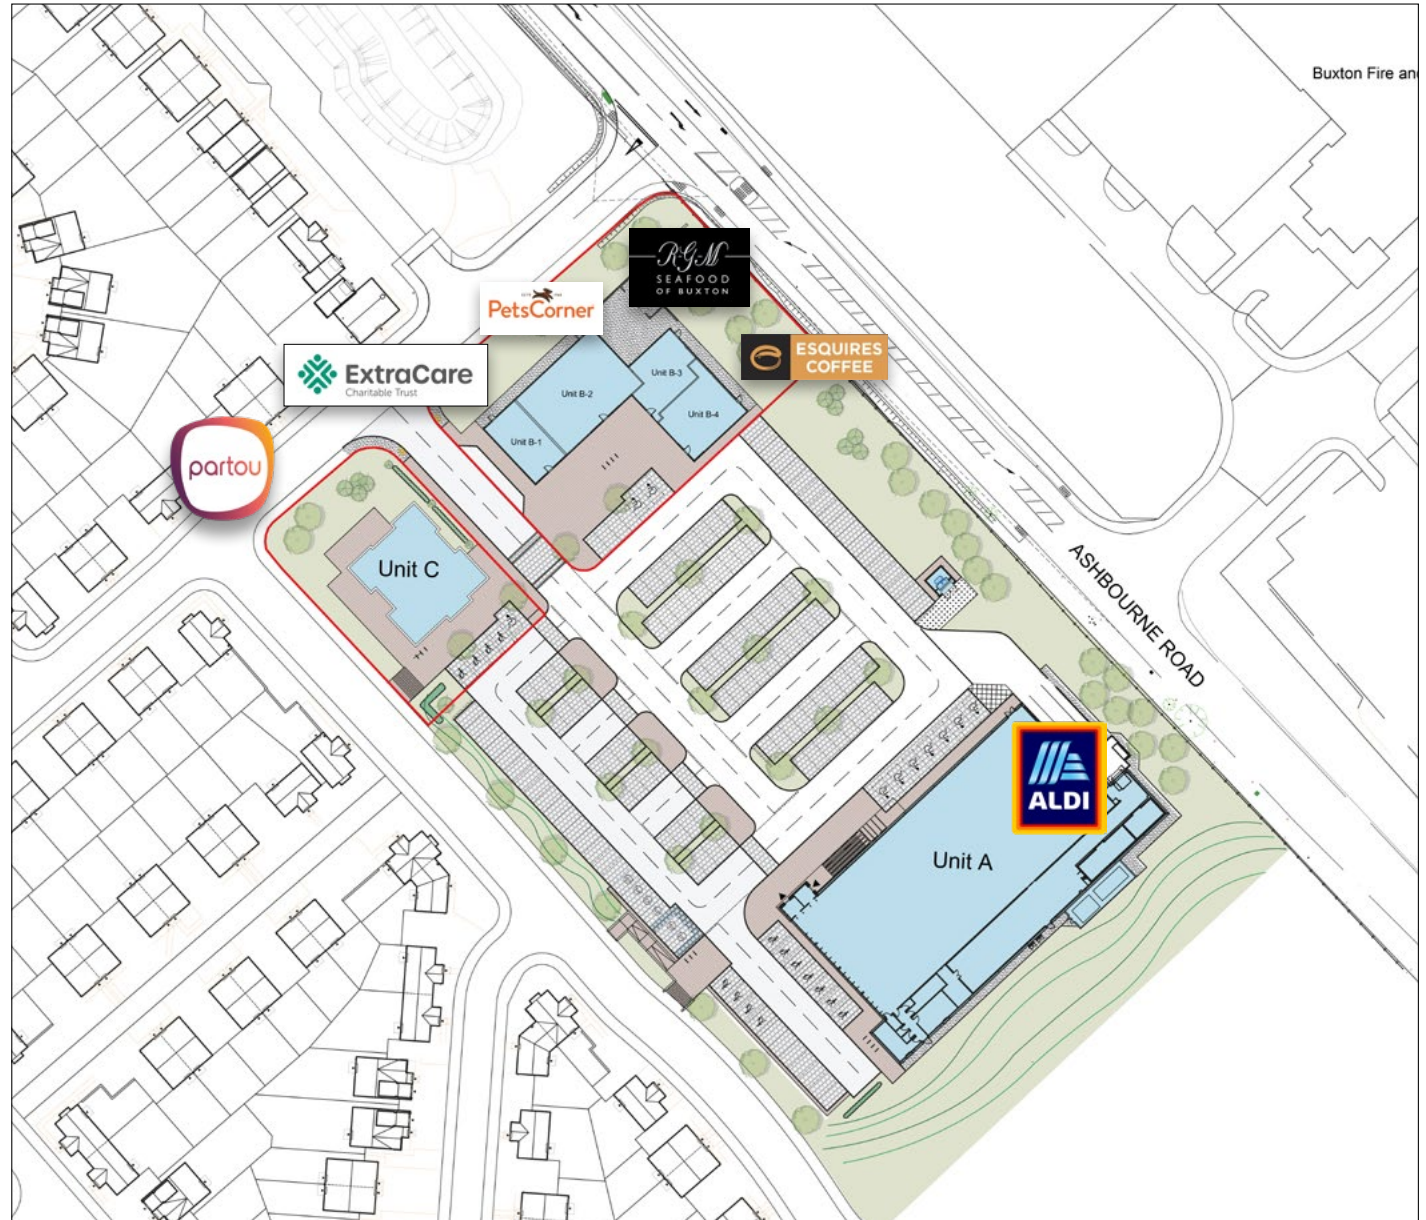 Buxton Fire an
RGM
SEAFOOD
OF BUXTON
PetsCorner
ESQUIRES
COFFEE
ExtraCare
Charitable Trust
Unit B-3
Unit B-2
Unit B-4
Unit B-1
partou
Unit C
ASHBOURNE ROAD
ALDI
Unit A